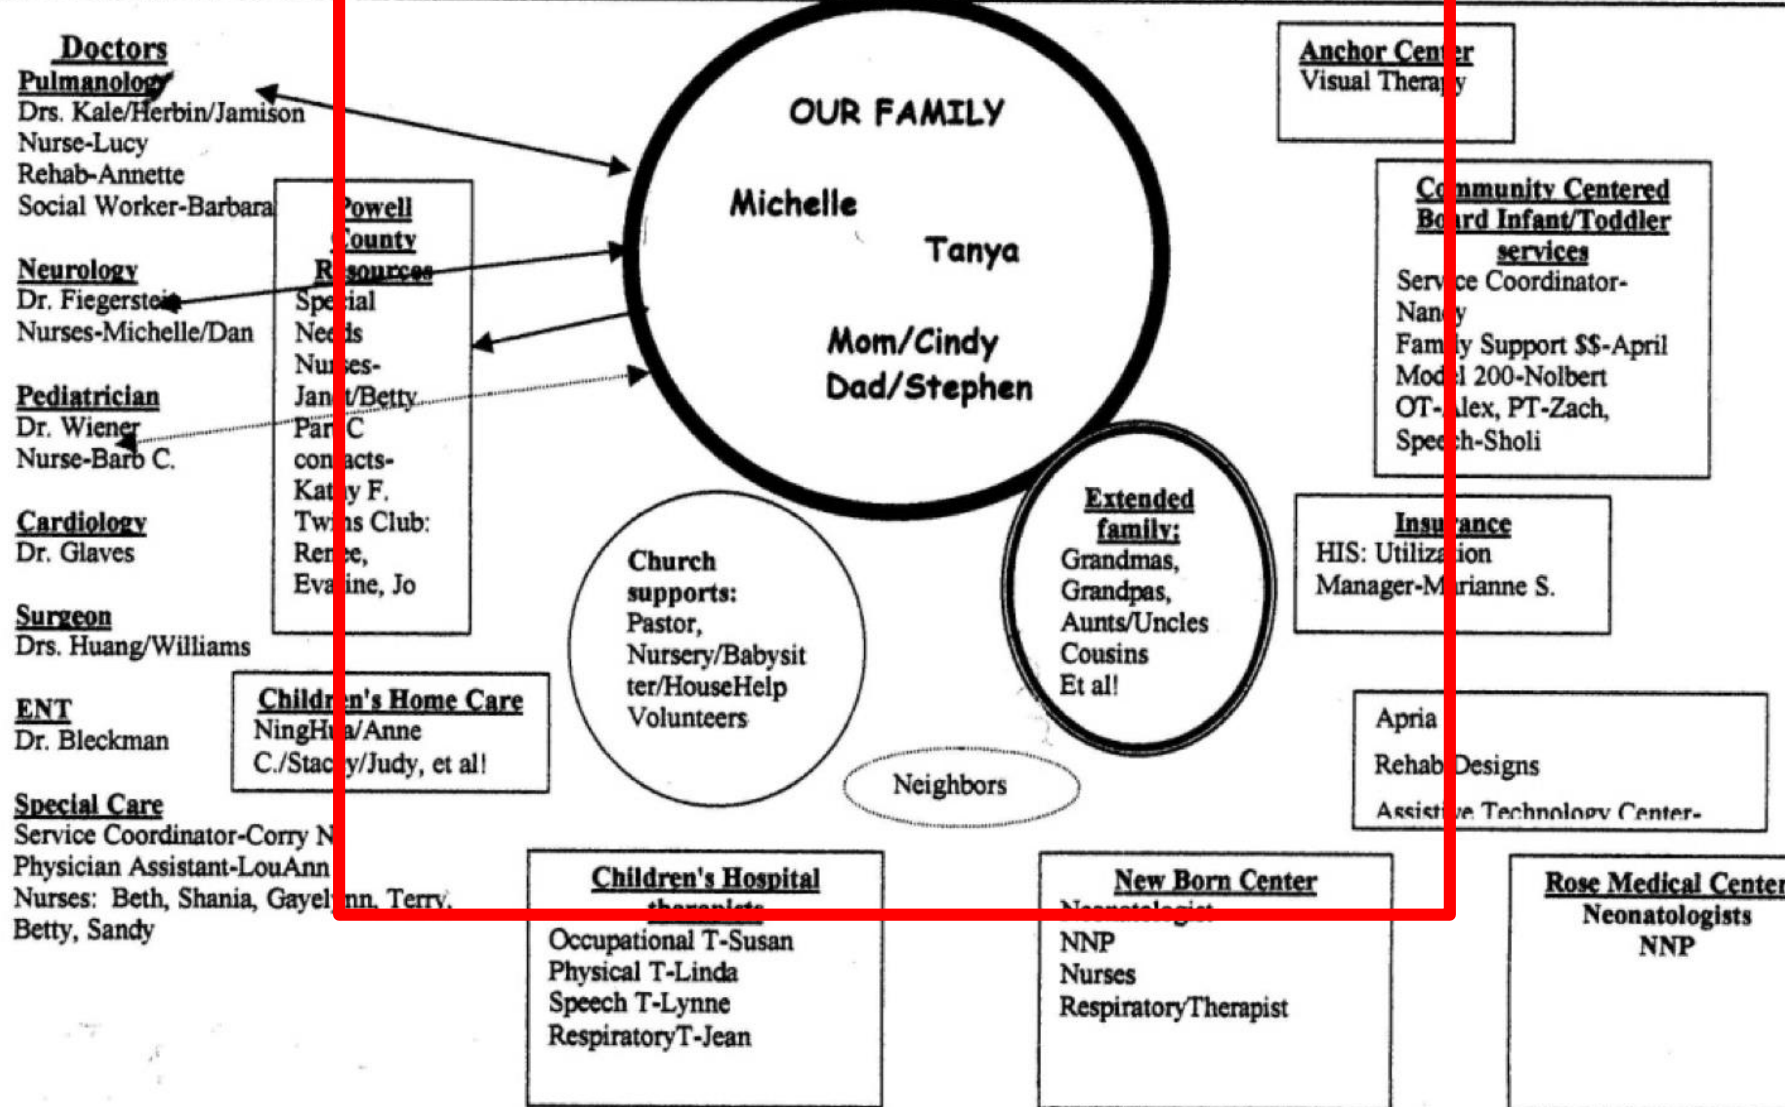 Doctors
Pulmanology
Drs. Kale/Herbin/Jamison
Nurse-Lucy
Rehab-Annette
Social Worker-Barbara
Neurology
Dr. Fiegerstein
Nurses-Michelle/Dan
Pediatrician
Dr. Wiener
Nurse-Barb C.
Cardiology
Dr. Glaves
Surgeon
Drs. Huang/Williams
ENT
Dr. Bleckman
Special Care
Service Coordinator-Corry N
Physician Assistant-LouAnn
Nurses: Beth, Shania, Gayelynn, Terry,
Betty, Sandy
Powell
County
Resources
Special
Needs
Nurses-
Janet/Betty
Part C
contacts-
Kathy F.
Twins Club:
Renee,
Evaline, Jo
Children's Home Care
NingHua/Anne
C./Stacey/Judy, et al!
OUR FAMILY
Michelle
Tanya
Mom/Cindy
Dad/Stephen
Church
supports:
Pastor,
Nursery/Babysit
ter/HouseHelp
Volunteers
Extended
family:
Grandmas,
Grandpas,
Aunts/Uncles
Cousins
Et al!
Neighbors
Anchor Center
Visual Therapy
Community Centered
Board Infant/Toddler
services
Service Coordinator-
Nancy
Family Support $$-April
Model 200-Nolbert
OT-Alex, PT-Zach,
Speech-Sholi
Insurance
HIS: Utilization
Manager-Marianne S.
Apria
Rehab Designs
Assistive Technology Center-
Children's Hospital
therapists
Occupational T-Susan
Physical T-Linda
Speech T-Lynne
RespiratoryT-Jean
New Born Center
Neonatologist
NNP
Nurses
RespiratoryTherapist
Rose Medical Center
Neonatologists
NNP